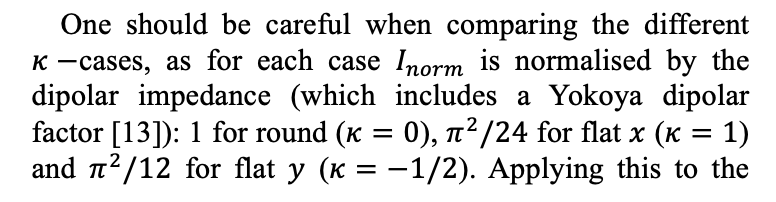 One should be careful when comparing the different
κ −cases, as for each case Iₙₒᵣₘ is normalised by the
dipolar impedance (which includes a Yokoya dipolar
factor [13]): 1 for round (κ = 0), π²/24 for flat x (κ = 1)
and π²/12 for flat y (κ = −1/2). Applying this to the